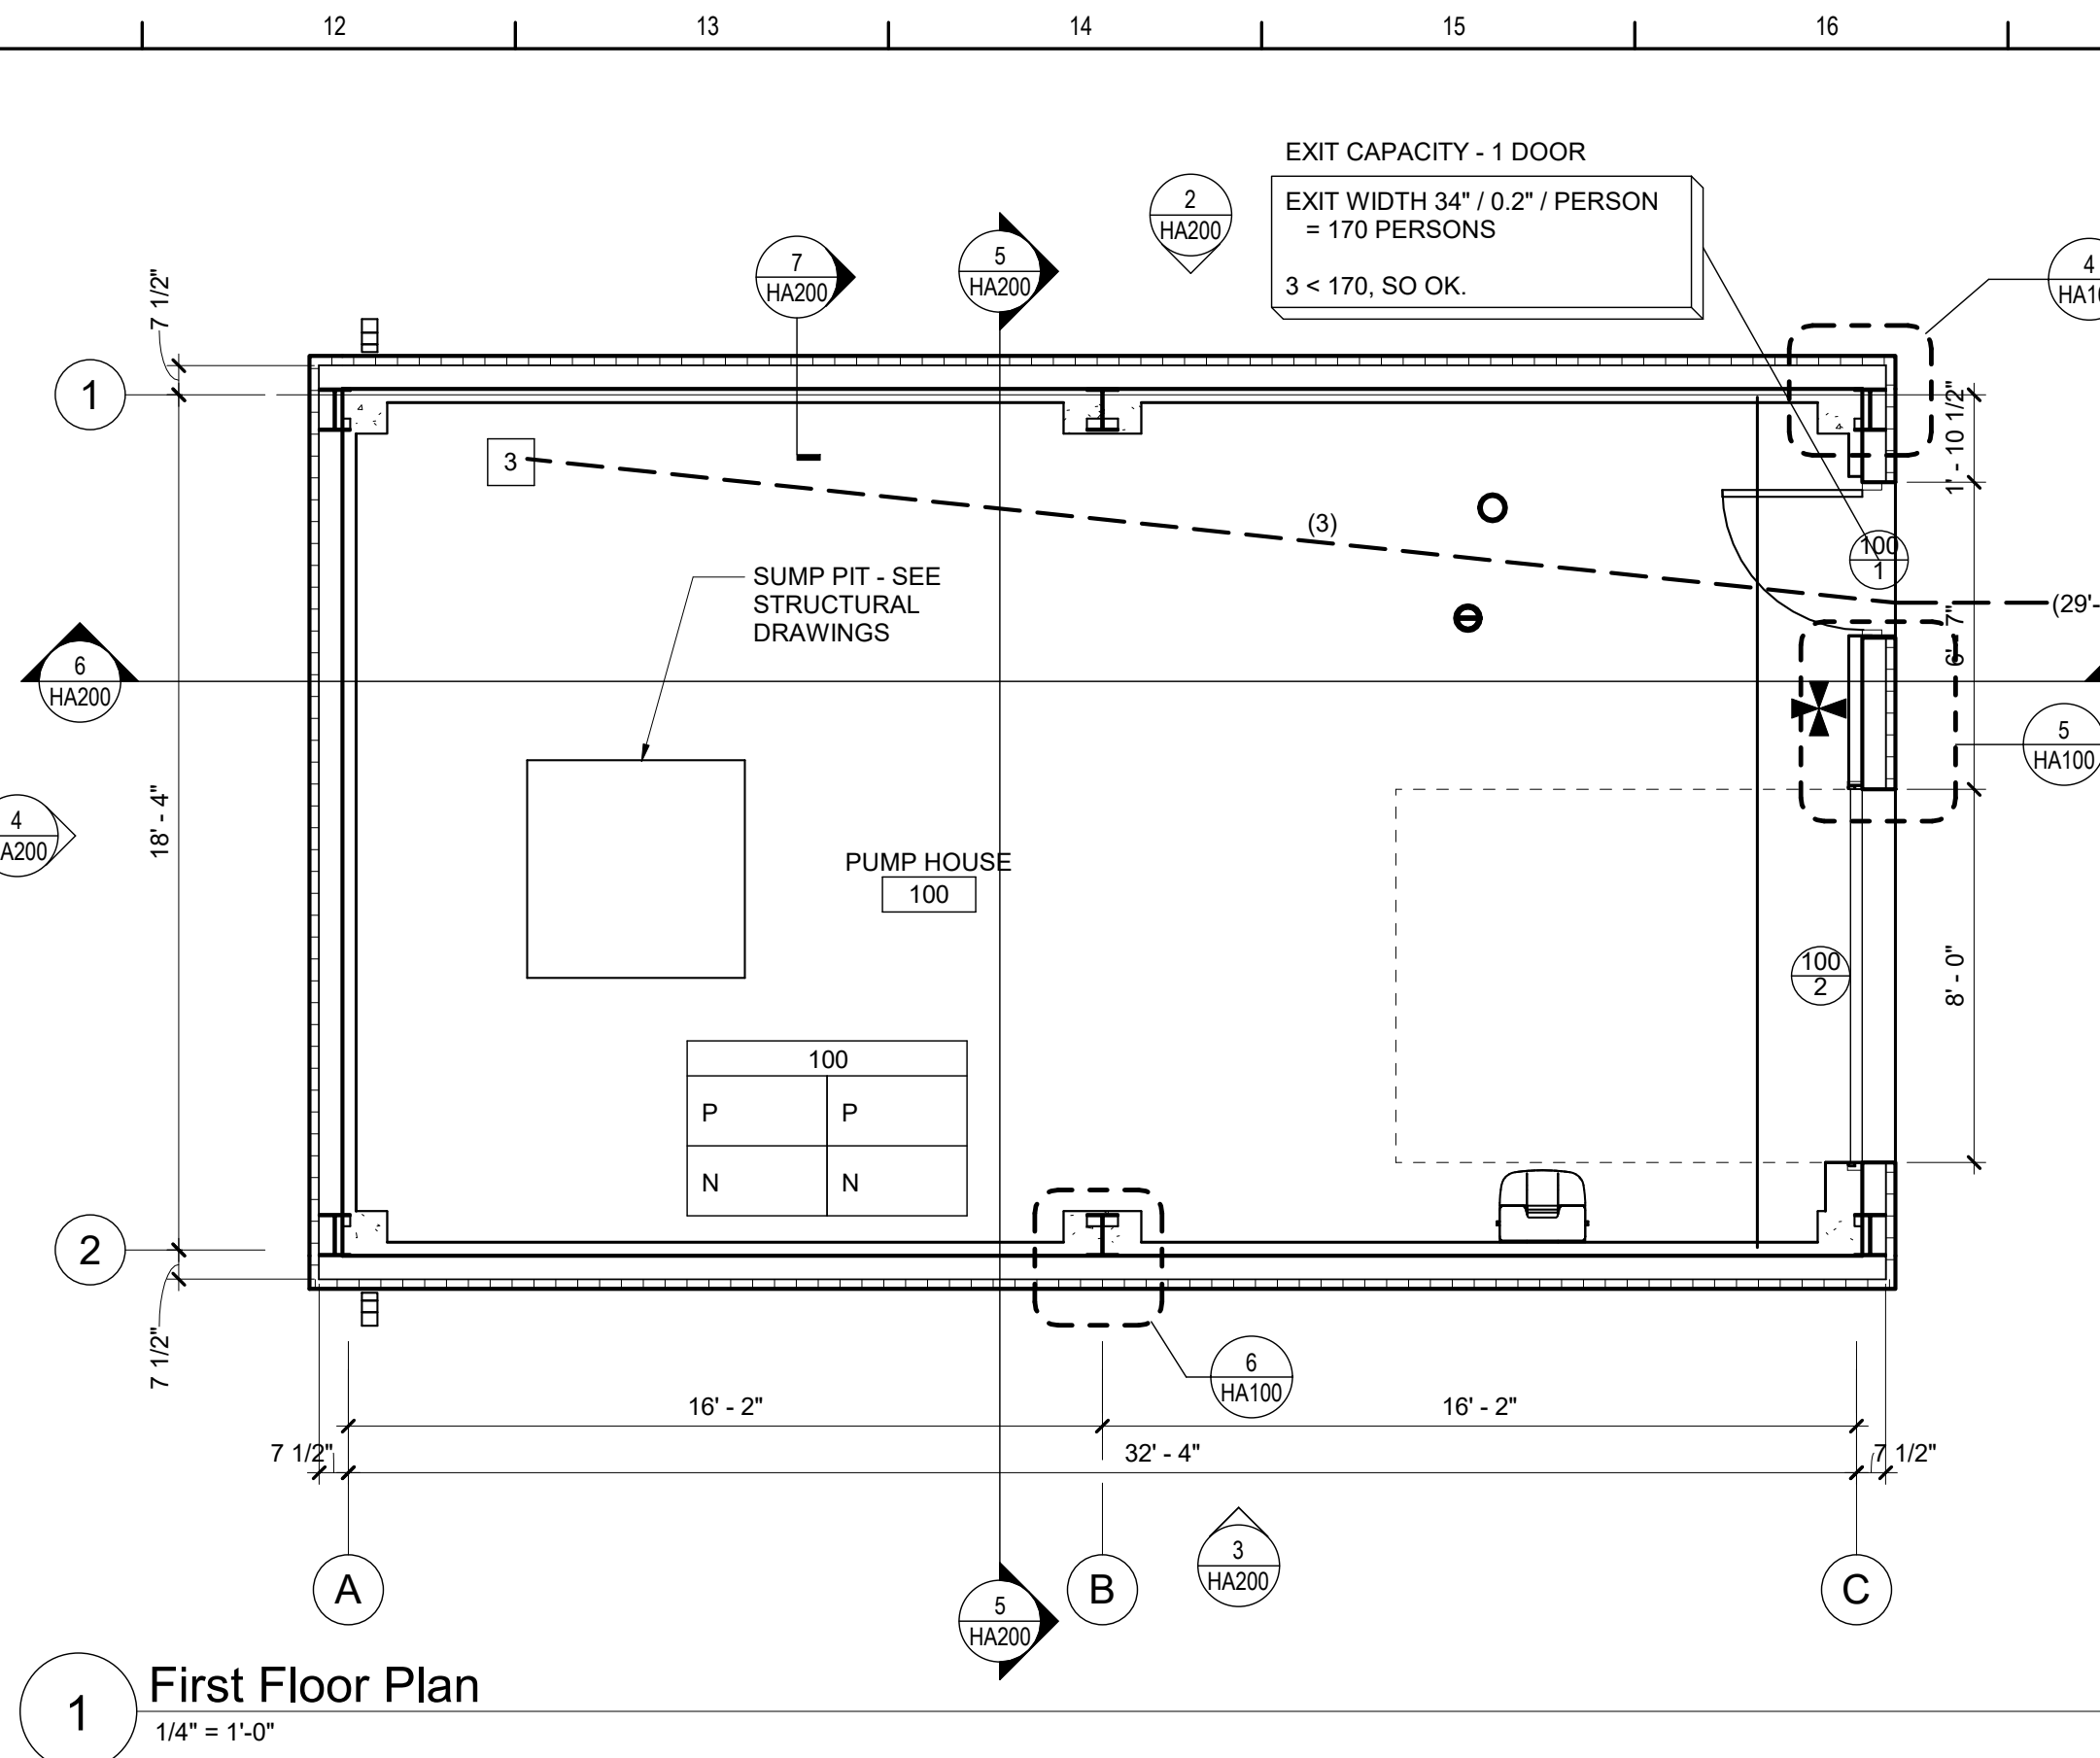 12
13
14
15
16
EXIT CAPACITY - 1 DOOR
EXIT WIDTH 34" / 0.2" / PERSON
= 170 PERSONS
3 < 170, SO OK.
2
HA200
7
HA200
5
HA200
4
7 1/2"
1
1' - 10 1/2"
3
(3)
100
1
(29'-
SUMP PIT - SEE
STRUCTURAL
DRAWINGS
6' - 7"
6
HA200
5
HA100
18' - 4"
4
A200
PUMP HOUSE
100
100
2
8' - 0"
100
P
P
N
N
2
7 1/2"
6
HA100
16' - 2"
16' - 2"
7 1/2"
32' - 4"
7 1/2"
3
HA200
A
B
C
5
HA200
1
First Floor Plan
1/4" = 1'-0"